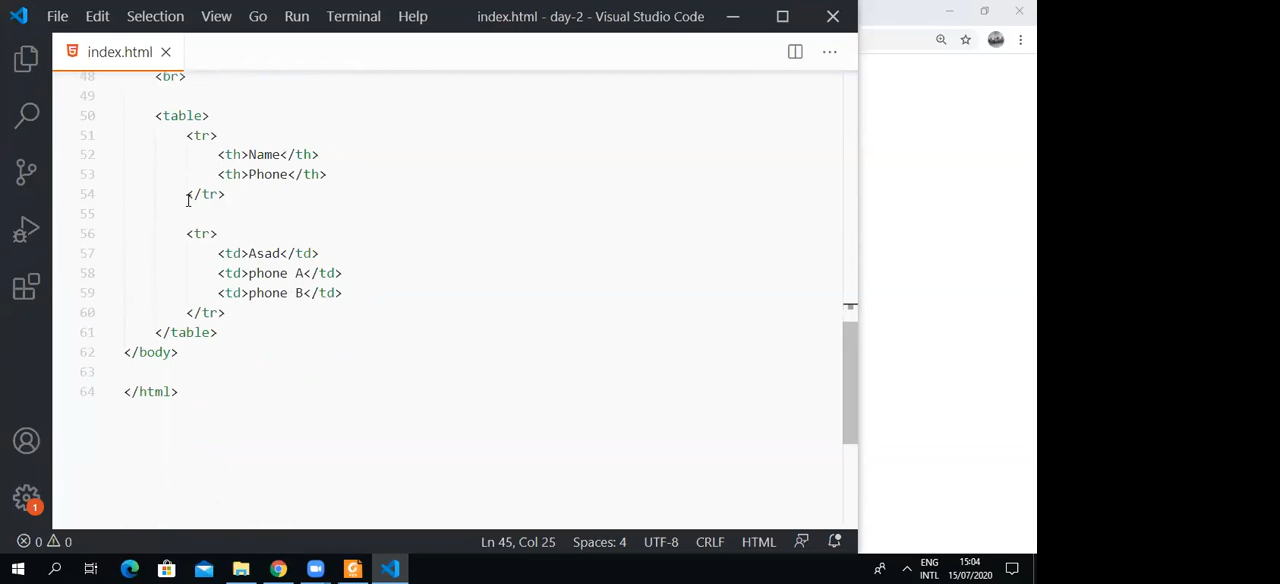 File Edit Selection View Go Run Terminal Help index.html - day-2 - Visual Studio Code
index.html
48 <br>
49
50 <table>
51 <tr>
52 <th>Name</th>
53 <th>Phone</th>
54 </tr>
55
56 <tr>
57 <td>Asad</td>
58 <td>phone A</td>
59 <td>phone B</td>
60 </tr>
61 </table>
62 </body>
63
64 </html>
1
0 0 Ln 45, Col 25 Spaces: 4 UTF-8 CRLF HTML
ENG 15:04
INTL 15/07/2020